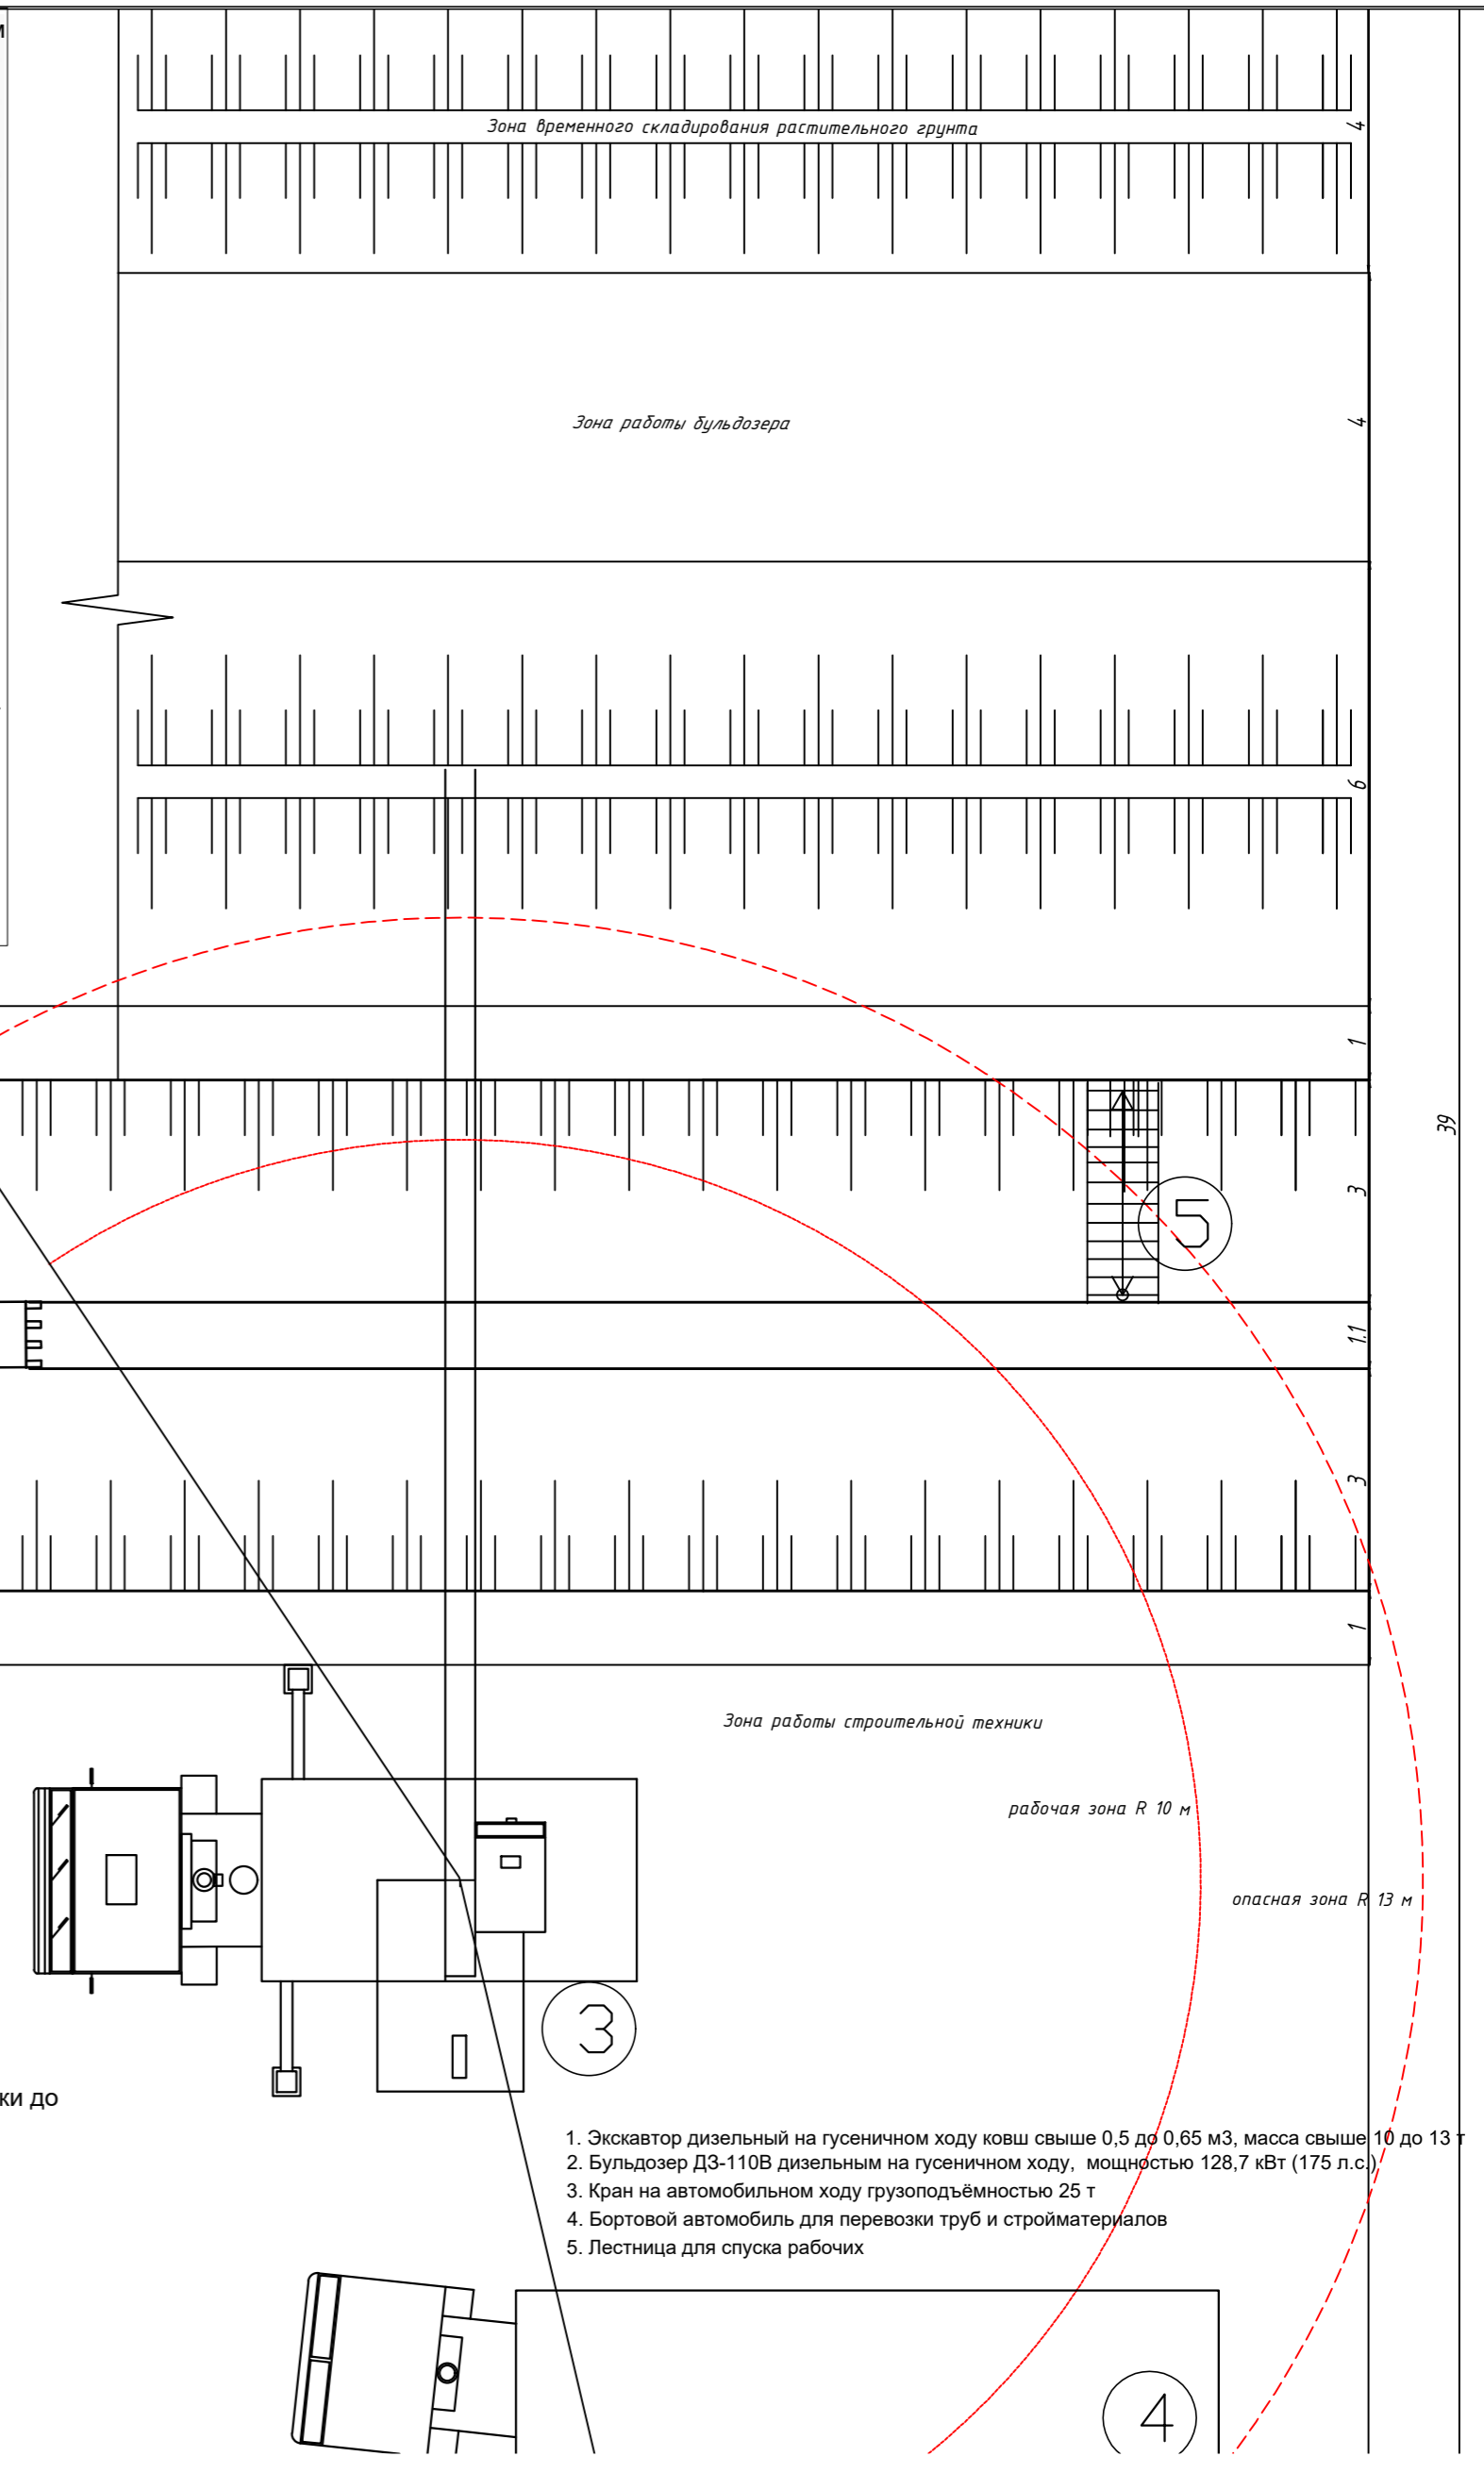 Зона временного складирования растительного грунта
4
Зона работы бульдозера
4
6
1
39
3
5
1.1
3
1
Зона работы строительной техники
рабочая зона R 10 м
опасная зона R 13 м
3
ки до
1. Экскавтор дизельный на гусеничном ходу ковш свыше 0,5 до 0,65 м3, масса свыше 10 до 13 т
2. Бульдозер ДЗ-110В дизельным на гусеничном ходу, мощностью 128,7 кВт (175 л.с.)
3. Кран на автомобильном ходу грузоподъёмностью 25 т
4. Бортовой автомобиль для перевозки труб и стройматериалов
5. Лестница для спуска рабочих
4